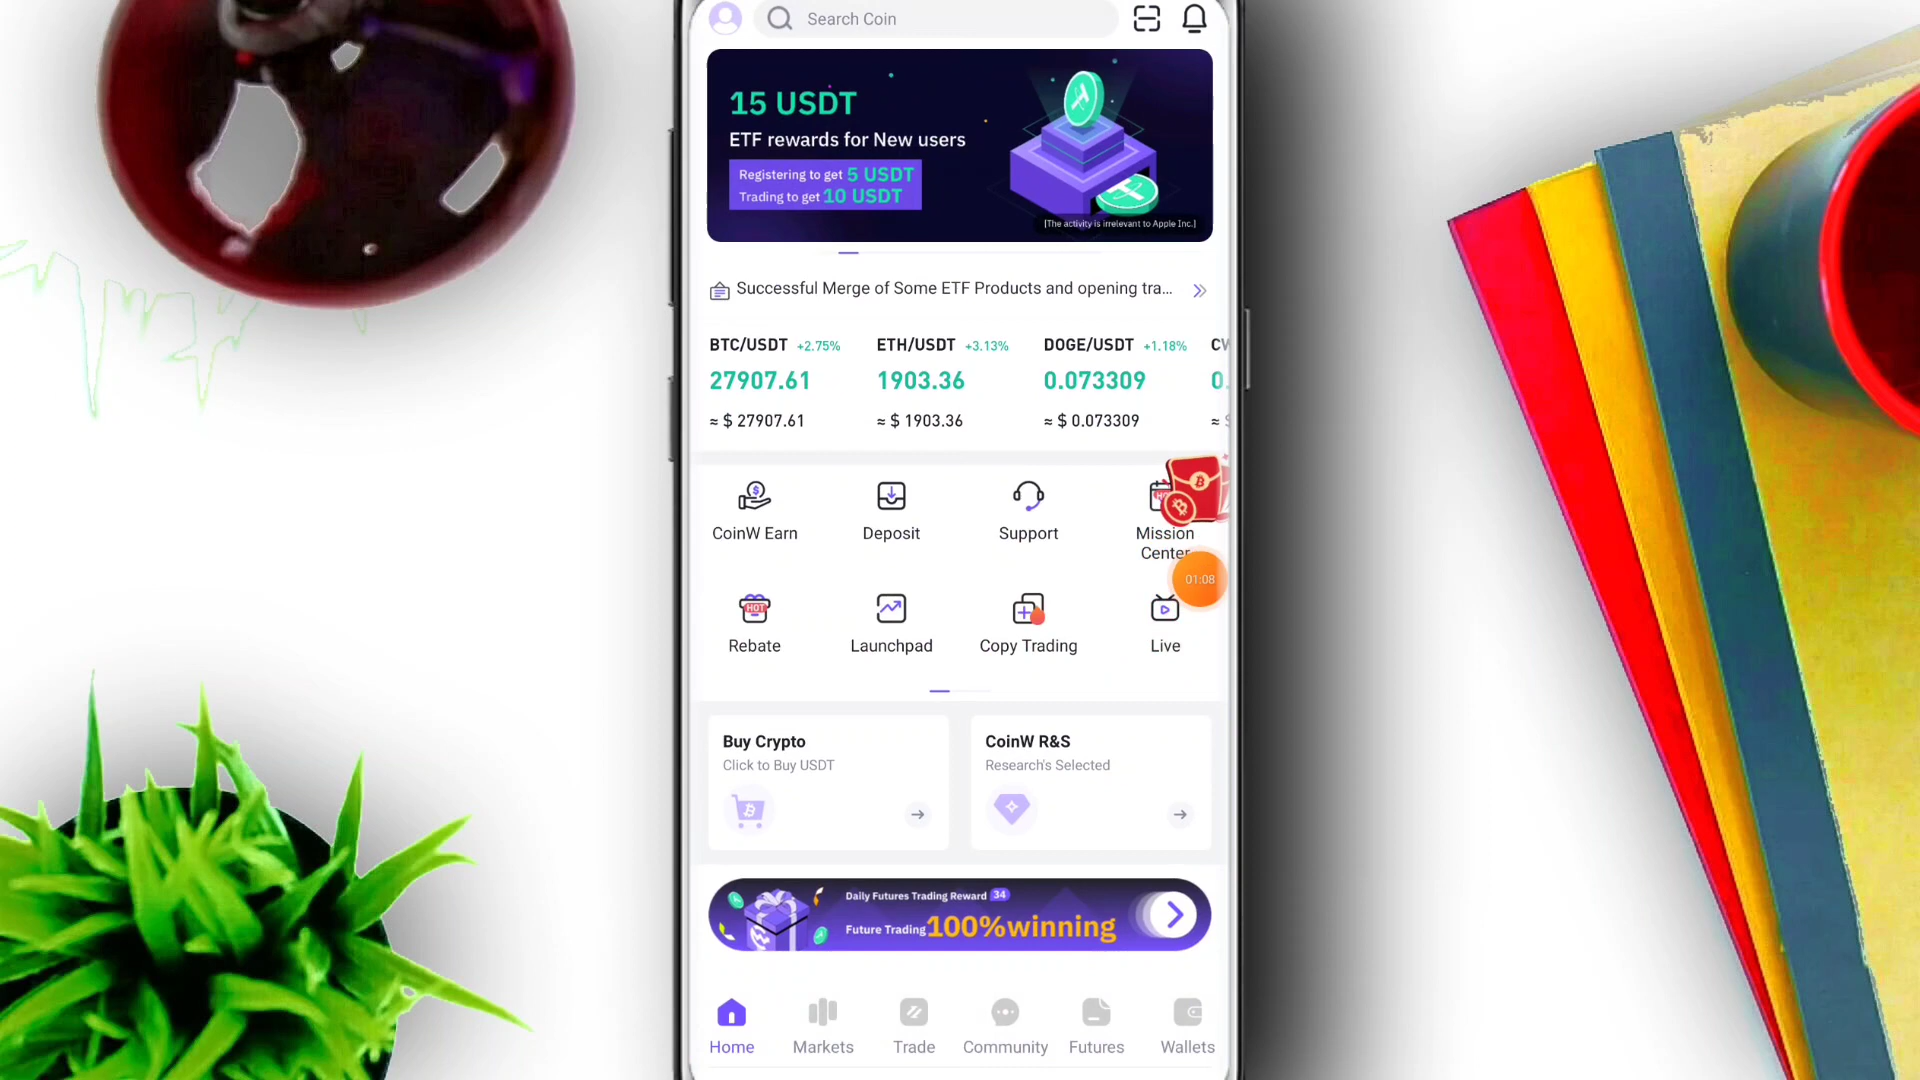 Search Coin
15 USDT
ETF rewards for New users
Registering to get 5 USDT
Trading to get 10 USDT
[The activity is irrelevant to Apple Inc.]
Successful Merge of Some ETF Products and opening tra...
BTC/USDT +2.75% ETH/USDT +3.13% DOGE/USDT +1.18% CW
27907.61 1903.36 0.073309 0.
≈ $ 27907.61 ≈ $ 1903.36 ≈ $ 0.073309 ≈ $
CoinW Earn Deposit Support Mission Center
01:08
HOT
Rebate Launchpad Copy Trading Live
Buy Crypto CoinW R&S
Click to Buy USDT Research's Selected
Daily Futures Trading Reward 34
Future Trading 100%winning
Home Markets Trade Community Futures Wallets